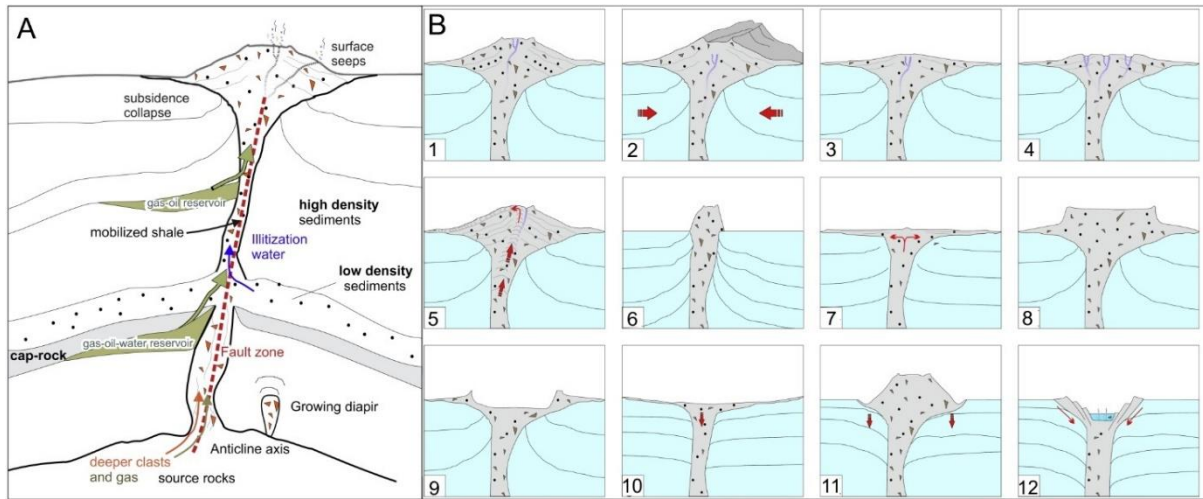 A
surface
seeps
subsidence
collapse
gas-oil reservoir
high density
sediments
mobilized shale
Illitization
water
low density
sediments
gas-oil-water reservoir
cap-rock
Fault zone
Growing diapir
Anticline axis
deeper clasts
and gas
source rocks
B
1
2
3
4
5
6
7
8
9
10
11
12